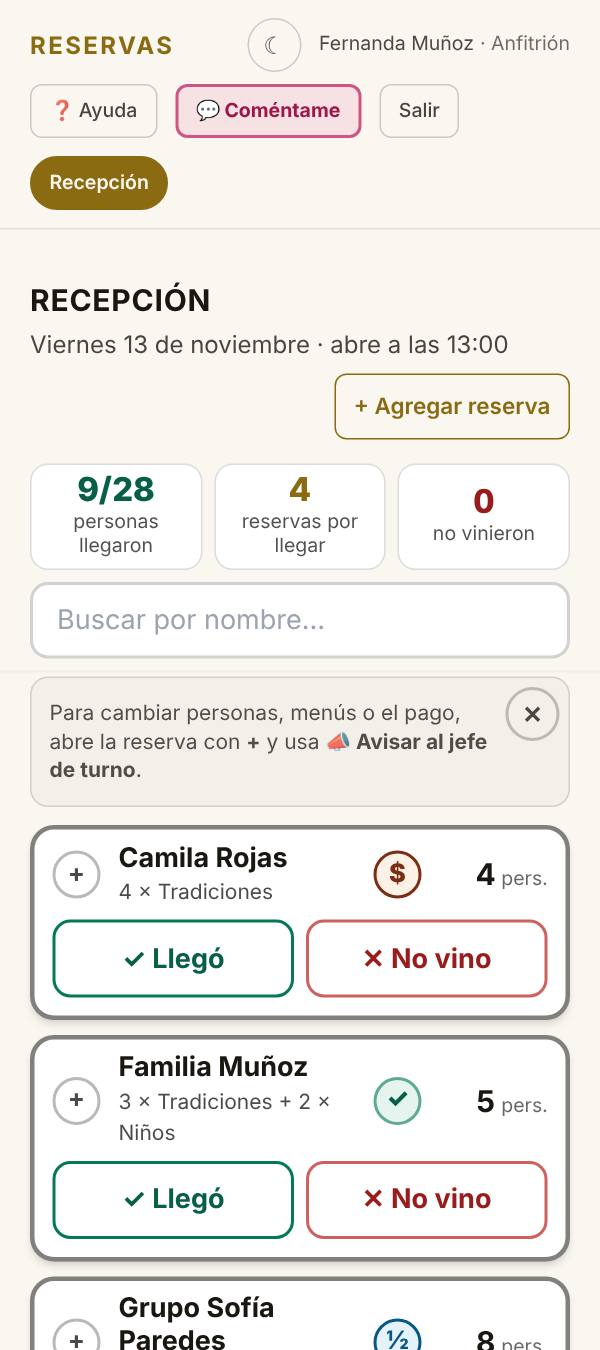 RESERVAS
☾
Fernanda Muñoz · Anfitrión
❓ Ayuda
💬 Coméntame
Salir
Recepción
RECEPCIÓN
Viernes 13 de noviembre · abre a las 13:00
+ Agregar reserva
9/28
personas
llegaron
4
reservas por
llegar
0
no vinieron
Buscar por nombre...
Para cambiar personas, menús o el pago,
abre la reserva con + y usa 📣 Avisar al jefe
de turno.
✕
+
Camila Rojas
4 × Tradiciones
$
4 pers.
✓ Llegó
✕ No vino
+
Familia Muñoz
3 × Tradiciones + 2 ×
Niños
✓
5 pers.
✓ Llegó
✕ No vino
+
Grupo Sofía
Paredes
½
8 pers.